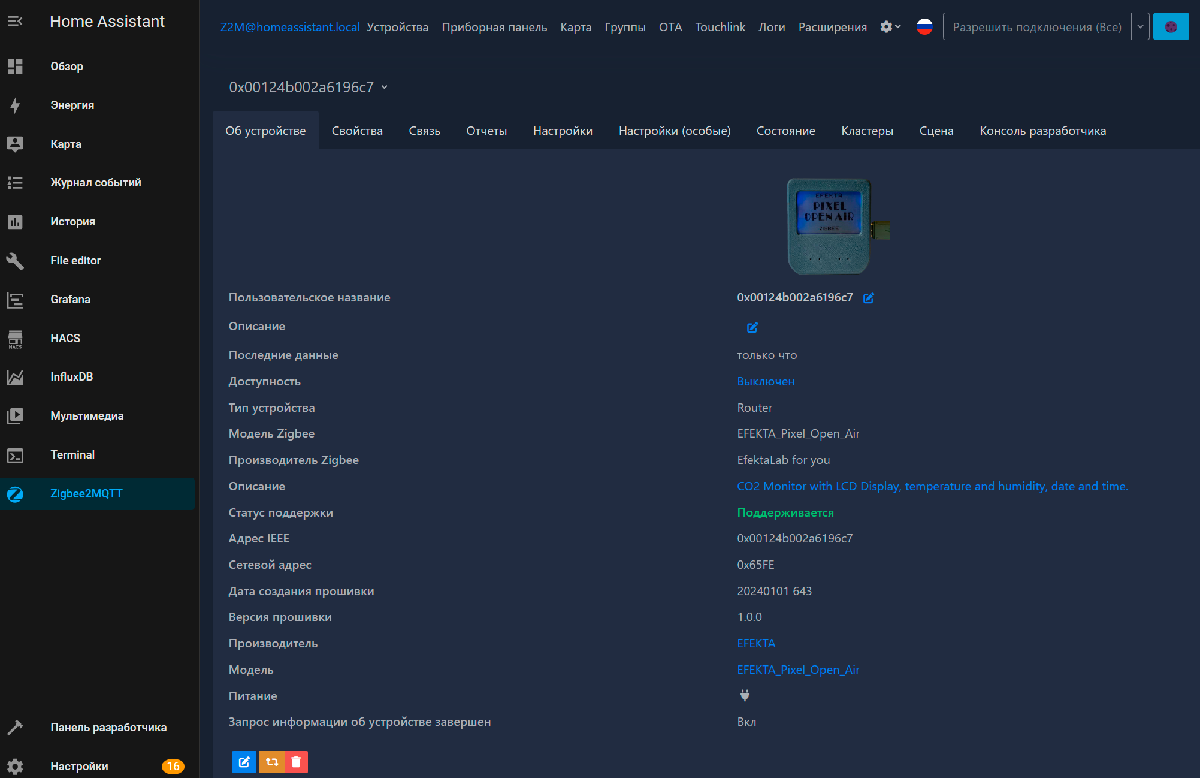 Home Assistant
Обзор
Энергия
Карта
Журнал событий
История
File editor
Grafana
HACS
HACS
InfluxDB
Мультимедиа
Terminal
Zigbee2MQTT
Панель разработчика
Настройки 16
Z2M@homeassistant.local Устройства Приборная панель Карта Группы OTA Touchlink Логи Расширения Разрешить подключения (Все)
0x00124b002a6196c7
Об устройстве Свойства Связь Отчеты Настройки Настройки (особые) Состояние Кластеры Сцена Консоль разработчика
PIXEL
OPEN AIR
Пользовательское название 0x00124b002a6196c7
Описание
Последние данные только что
Доступность Выключен
Тип устройства Router
Модель Zigbee EFEKTA_Pixel_Open_Air
Производитель Zigbee EfektaLab for you
Описание CO2 Monitor with LCD Display, temperature and humidity, date and time.
Статус поддержки Поддерживается
Адрес IEEE 0x00124b002a6196c7
Сетевой адрес 0x65FE
Дата создания прошивки 20240101 643
Версия прошивки 1.0.0
Производитель EFEKTA
Модель EFEKTA_Pixel_Open_Air
Питание
Запрос информации об устройстве завершен Вкл